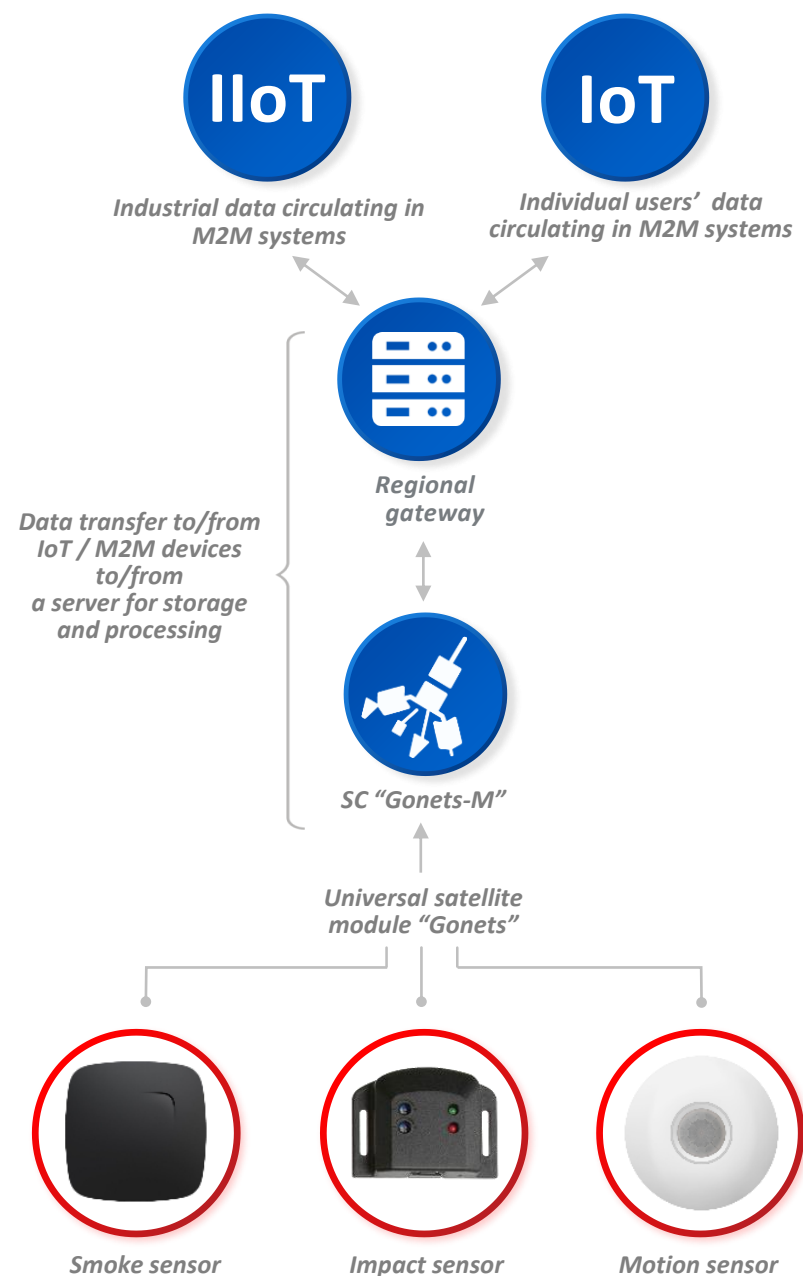 IIoT
IoT
Industrial data circulating in
M2M systems
Individual users’ data
circulating in M2M systems
Regional
gateway
Data transfer to/from
IoT / M2M devices
to/from
a server for storage
and processing
SC “Gonets-M”
Universal satellite
module “Gonets”
Smoke sensor
Impact sensor
Motion sensor